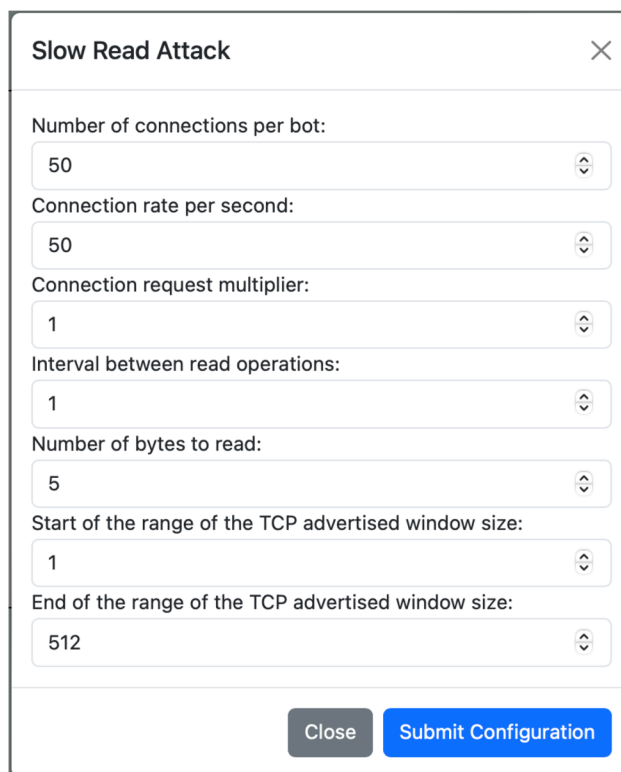 Slow Read Attack
Number of connections per bot:
50
Connection rate per second:
50
Connection request multiplier:
1
Interval between read operations:
1
Number of bytes to read:
5
Start of the range of the TCP advertised window size:
1
End of the range of the TCP advertised window size:
512
Close
Submit Configuration